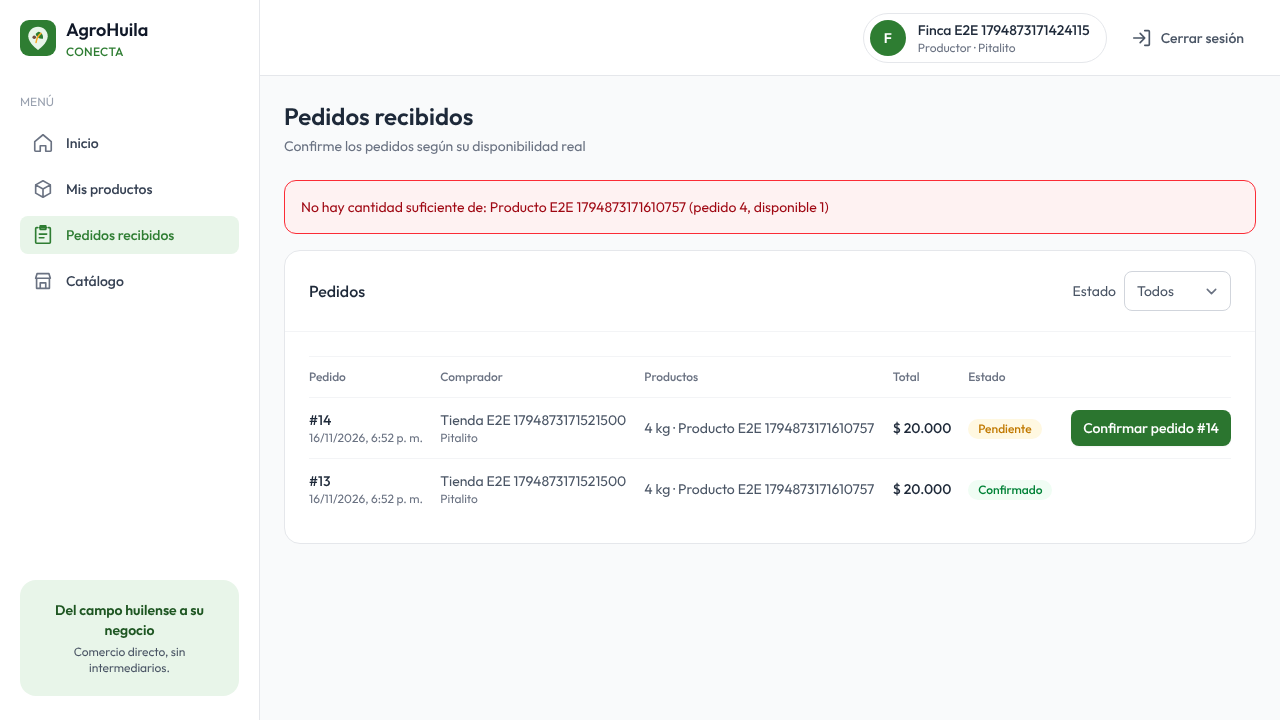 AgroHuila
CONECTA
MENÚ
Inicio
Mis productos
Pedidos recibidos
Catálogo
Del campo huilense a su
negocio
Comercio directo, sin
intermediarios.
F
Finca E2E 1794873171424115
Productor · Pitalito
Cerrar sesión
Pedidos recibidos
Confirme los pedidos según su disponibilidad real
No hay cantidad suficiente de: Producto E2E 1794873171610757 (pedido 4, disponible 1)
Pedidos
Estado Todos
Pedido Comprador Productos Total Estado
#14 Tienda E2E 1794873171521500 4 kg · Producto E2E 1794873171610757 $ 20.000 Pendiente Confirmar pedido #14
16/11/2026, 6:52 p. m. Pitalito
#13 Tienda E2E 1794873171521500 4 kg · Producto E2E 1794873171610757 $ 20.000 Confirmado
16/11/2026, 6:52 p. m. Pitalito